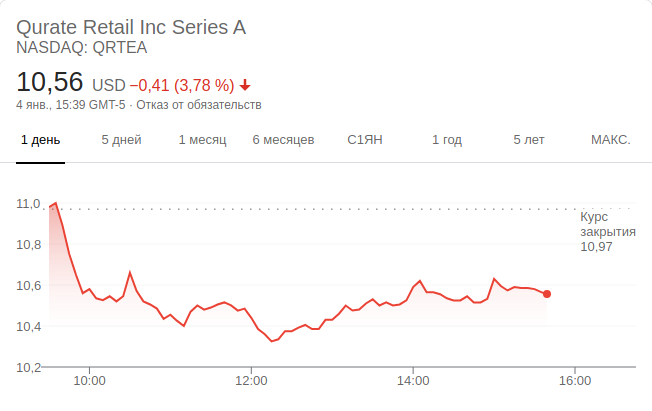 Qurate Retail Inc Series A
NASDAQ: QRTEA
10,56 USD −0,41 (3,78 %)
4 янв., 15:39 GMT-5 · Отказ от обязательств
1 день 5 дней 1 месяц 6 месяцев С1ЯН 1 год 5 лет МАКС.
11,0
Курс
закрытия
10,97
10,8
10,6
10,4
10,2
10:00 12:00 14:00 16:00